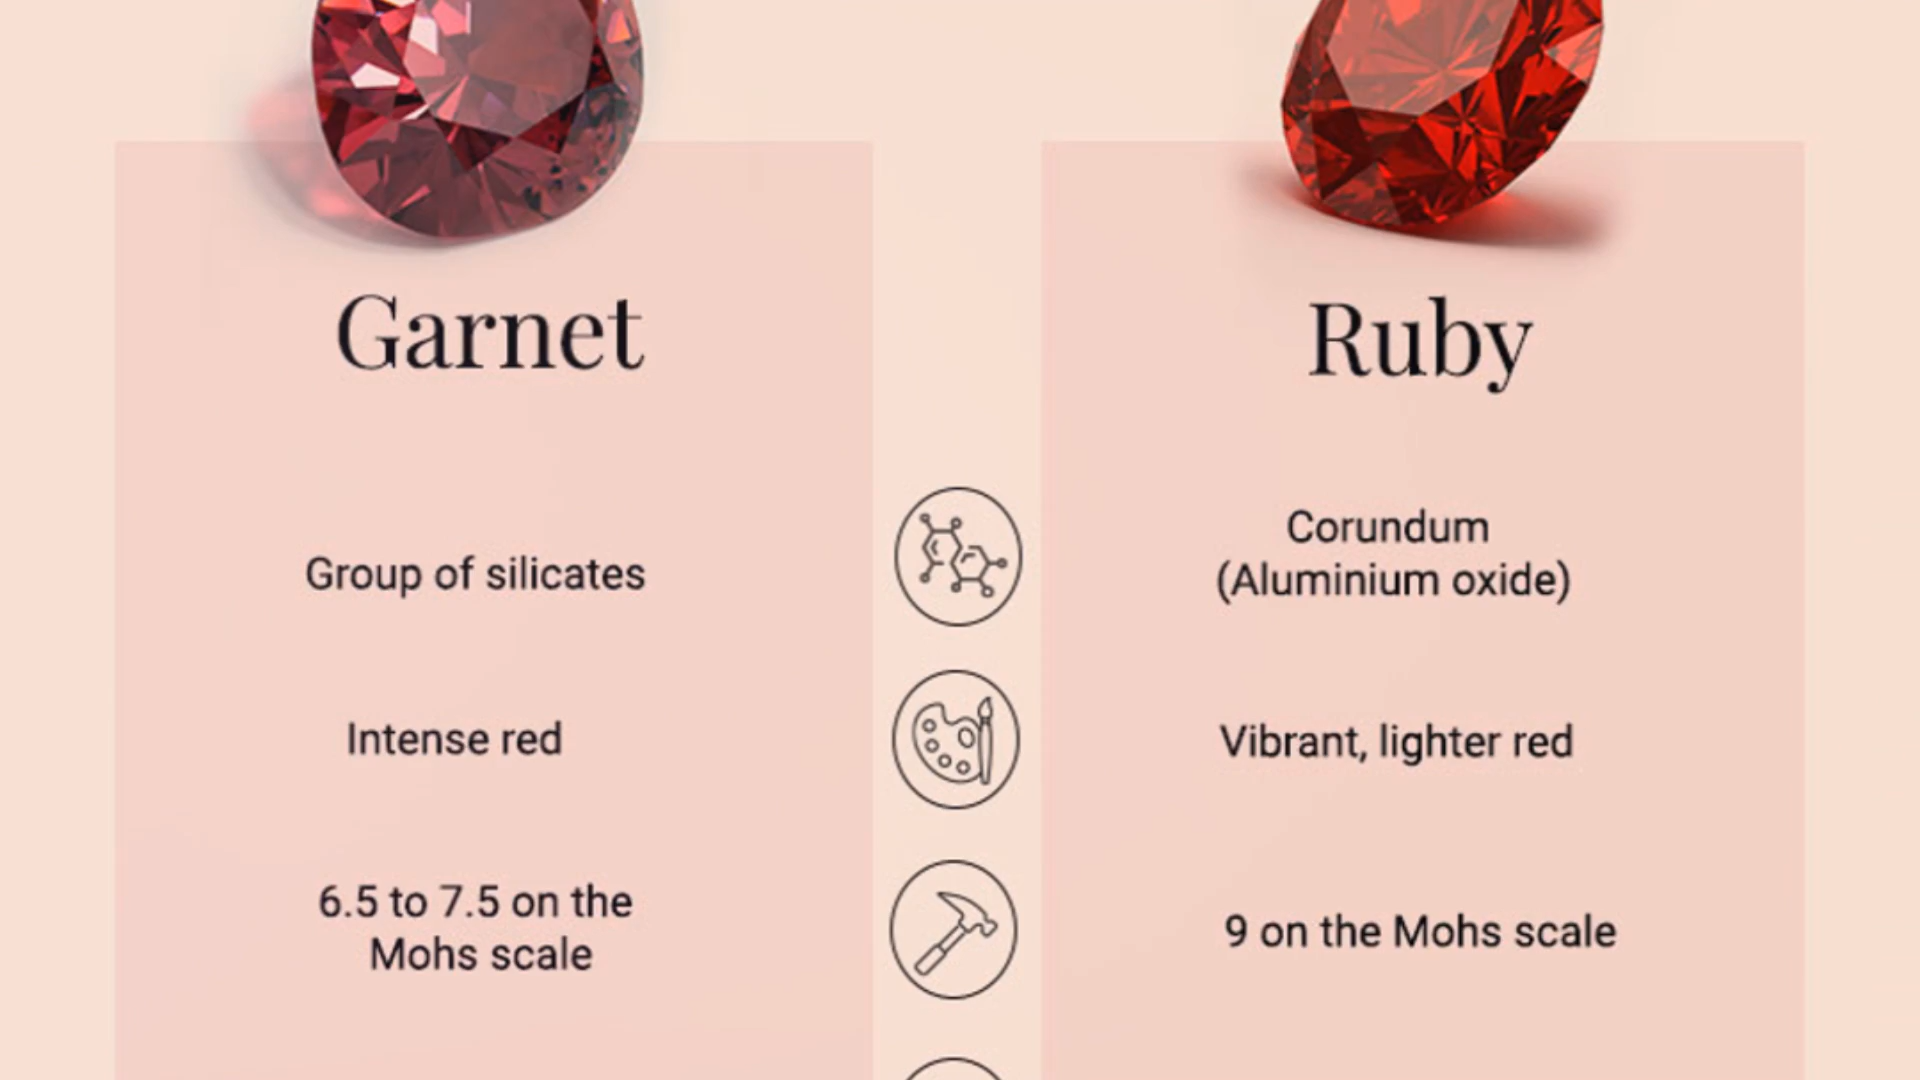 Garnet
Ruby
Group of silicates
Corundum
(Aluminium oxide)
Intense red
Vibrant, lighter red
6.5 to 7.5 on the
Mohs scale
9 on the Mohs scale